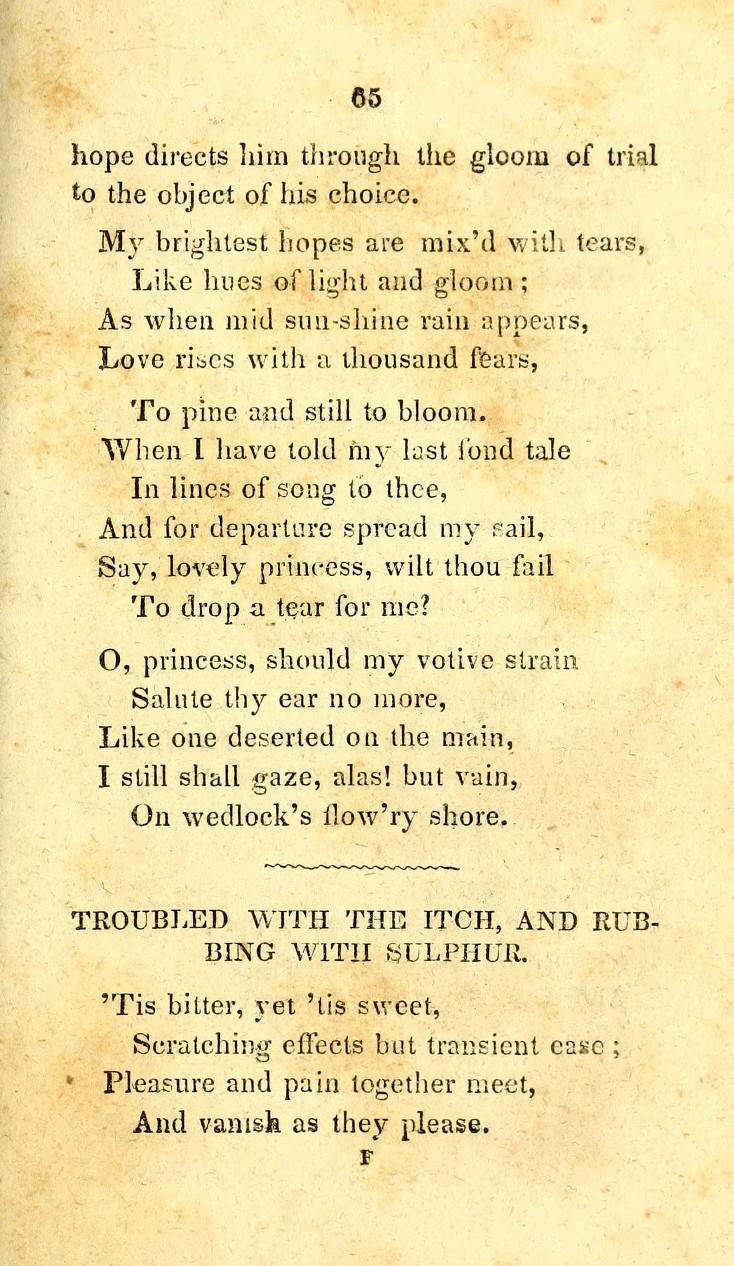 65
hope directs him through the gloom of trial
to the object of his choice.
My brightest hopes are mix'd with tears,
Like hues of light and gloom;
As when mid sun-shine rain appears,
Love rises with a thousand fears,
To pine and still to bloom.
When I have told my last fond tale
In lines of song to thee,
And for departure spread my sail,
Say, lovely princess, wilt thou fail
To drop a tear for me?
O, princess, should my votive strain
Salute thy ear no more,
Like one deserted on the main,
I still shall gaze, alas! but vain,
On wedlock's flow'ry shore.
TROUBLED WITH THE ITCH, AND RUB-
BING WITH SULPHUR.
'Tis bitter, yet 'tis sweet,
Scratching effects but transient ease;
Pleasure and pain together meet,
And vanish as they please.
F